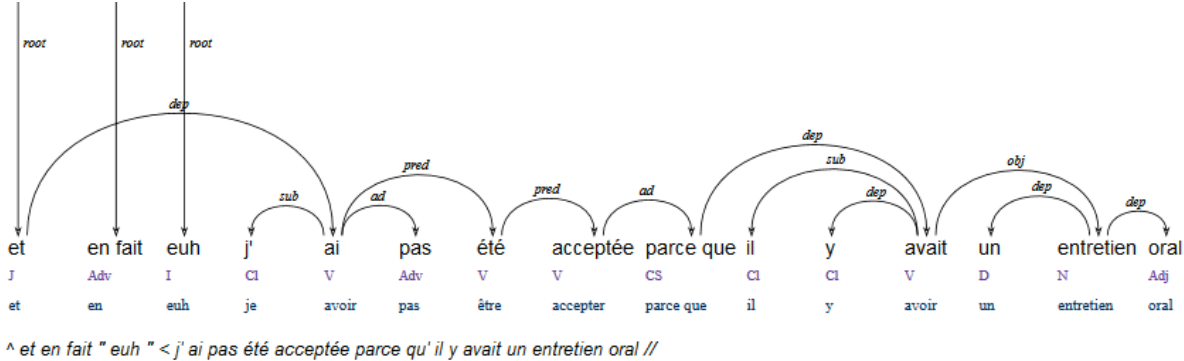 root root root
dep
dep
pred sub obj
sub ad pred ad dep dep dep
et en fait euh j' ai pas été acceptée parce que il y avait un entretien oral
J Adv I Cl V Adv V V CS Cl Cl V D N Adj
et en euh je avoir pas être accepter parce que il y avoir un entretien oral
^ et en fait " euh " < j' ai pas été acceptée parce qu' il y avait un entretien oral //